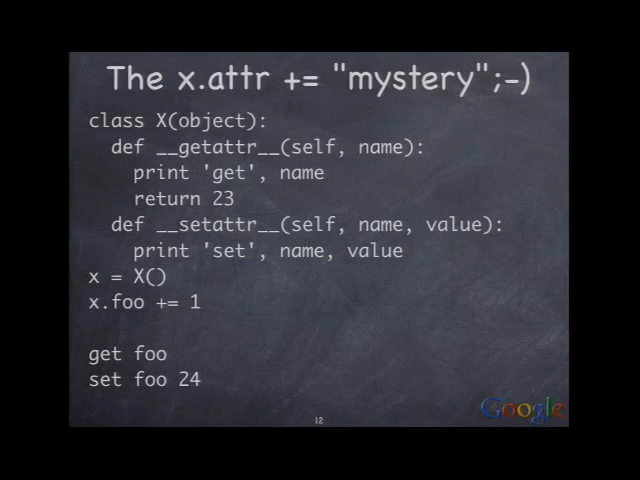 The x.attr += "mystery";-)
class X(object):
  def __getattr__(self, name):
    print 'get', name
    return 23
  def __setattr__(self, name, value):
    print 'set', name, value
x = X()
x.foo += 1

get foo
set foo 24
12
Google